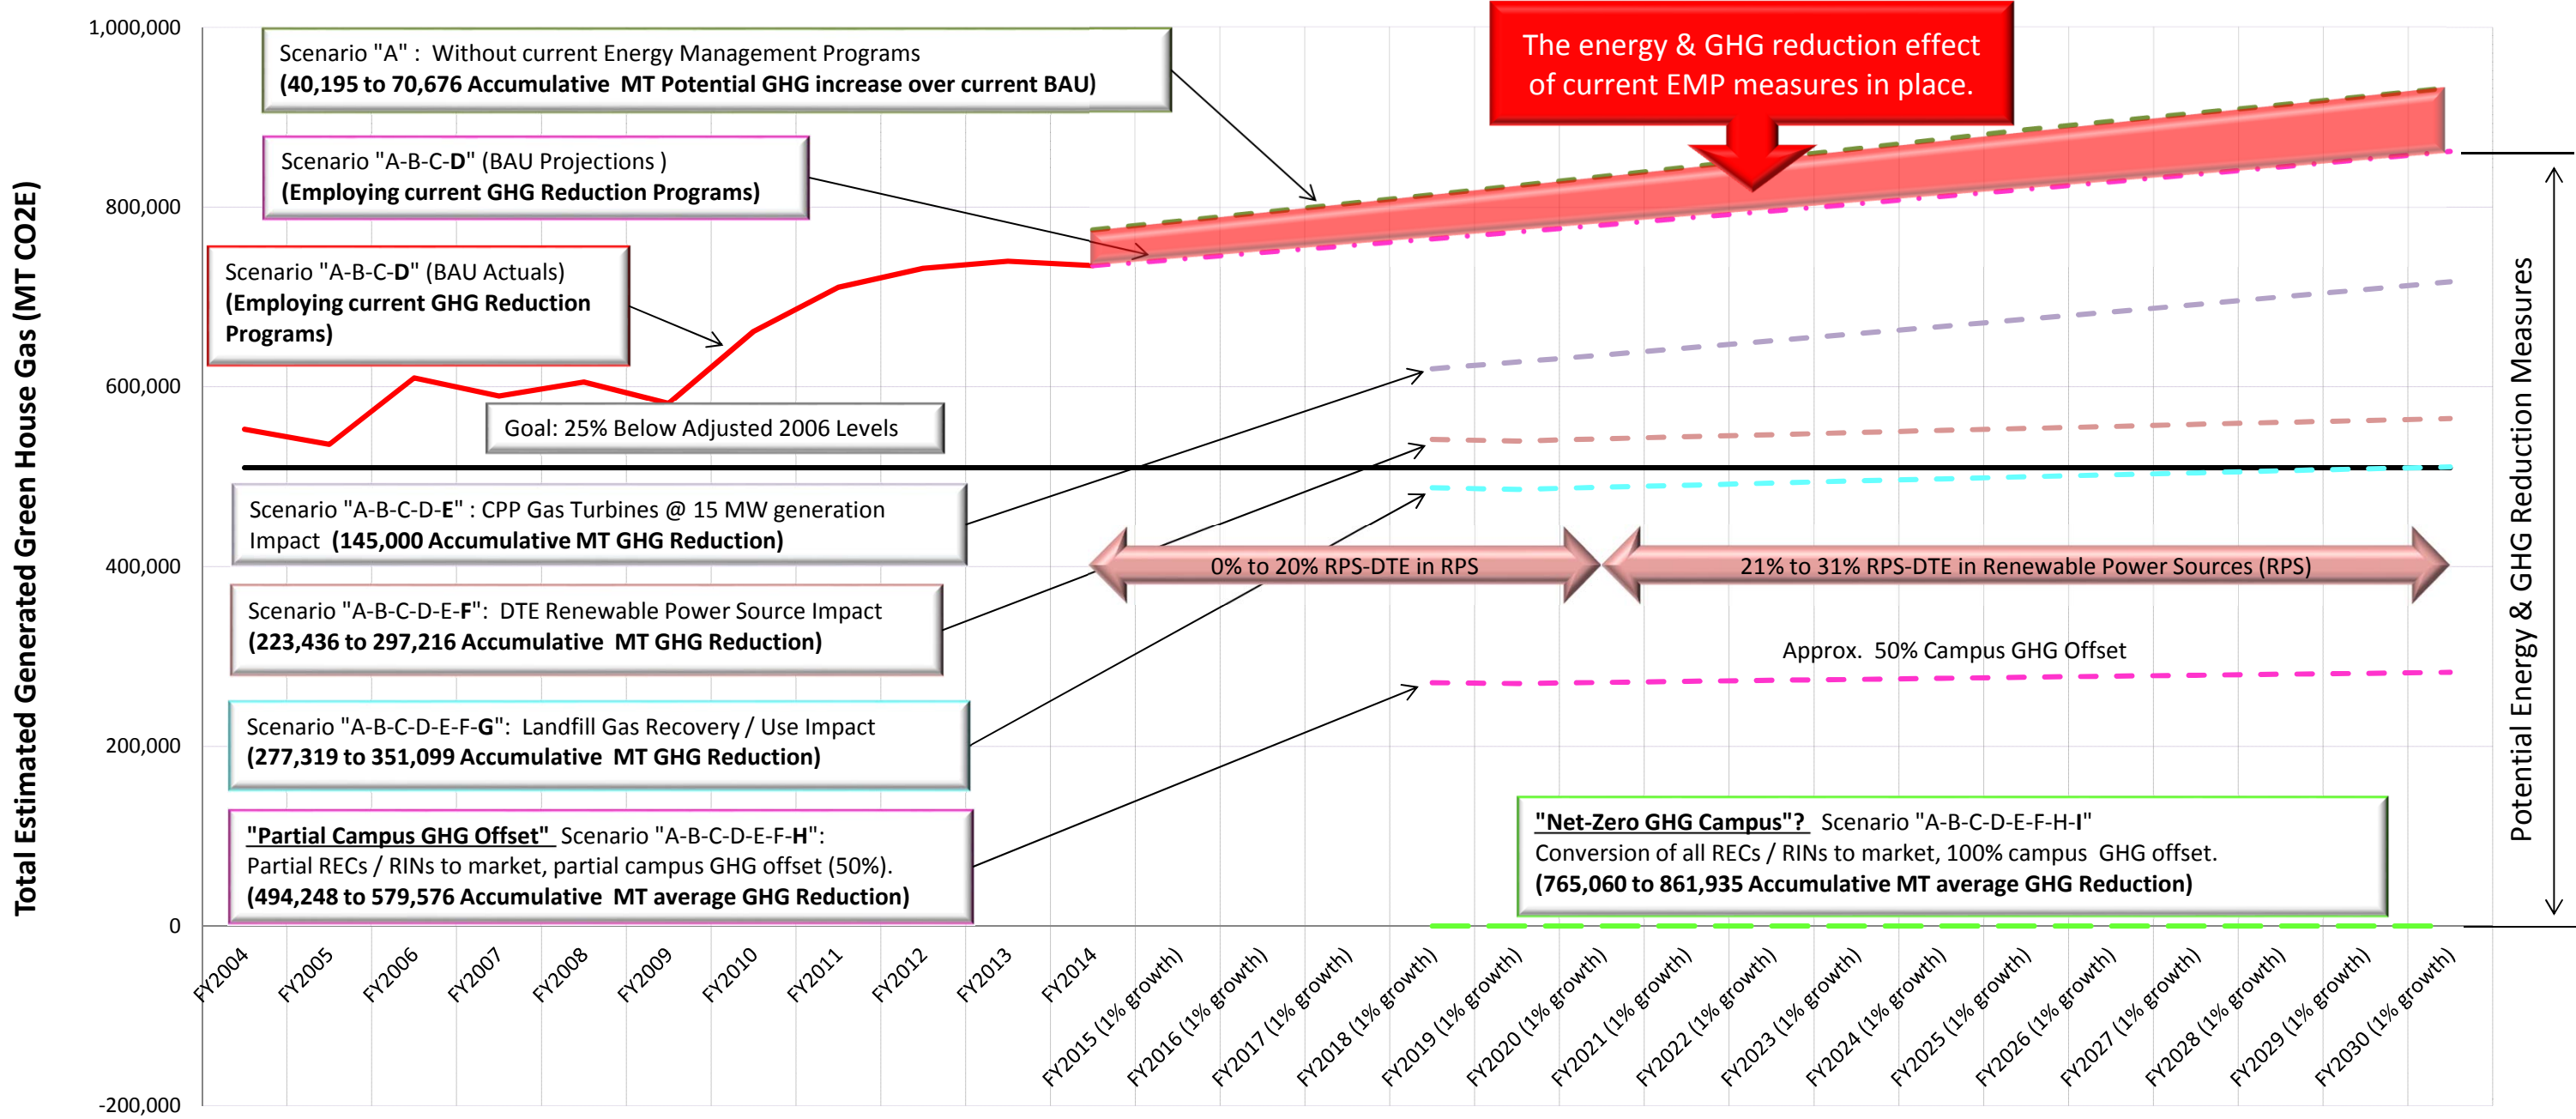 Total Estimated Generated Green House Gas (MT CO2E)
1,000,000
800,000
600,000
400,000
200,000
0
-200,000
Scenario "A" :  Without current Energy Management Programs
(40,195 to 70,676 Accumulative  MT Potential GHG increase over current BAU)
The energy & GHG reduction effect
of current EMP measures in place.
Scenario "A-B-C-D" (BAU Projections )
(Employing current GHG Reduction Programs)
Scenario "A-B-C-D" (BAU Actuals)
(Employing current GHG Reduction
Programs)
Goal: 25% Below Adjusted 2006 Levels
Scenario "A-B-C-D-E" : CPP Gas Turbines @ 15 MW generation
Impact  (145,000 Accumulative MT GHG Reduction)
0% to 20% RPS-DTE in RPS
21% to 31% RPS-DTE in Renewable Power Sources (RPS)
Scenario "A-B-C-D-E-F":  DTE Renewable Power Source Impact
(223,436 to 297,216 Accumulative  MT GHG Reduction)
Approx.  50% Campus GHG Offset
Scenario "A-B-C-D-E-F-G":  Landfill Gas Recovery / Use Impact
(277,319 to 351,099 Accumulative  MT GHG Reduction)
"Partial Campus GHG Offset"  Scenario "A-B-C-D-E-F-H":
Partial RECs / RINs to market, partial campus GHG offset (50%).
(494,248 to 579,576 Accumulative  MT average GHG Reduction)
"Net-Zero GHG Campus"?  Scenario "A-B-C-D-E-F-H-I"
Conversion of all RECs / RINs to market, 100% campus  GHG offset.
(765,060 to 861,935 Accumulative MT average GHG Reduction)
Potential Energy & GHG Reduction Measures
FY2004
FY2005
FY2006
FY2007
FY2008
FY2009
FY2010
FY2011
FY2012
FY2013
FY2014
FY2015 (1% growth)
FY2016 (1% growth)
FY2017 (1% growth)
FY2018 (1% growth)
FY2019 (1% growth)
FY2020 (1% growth)
FY2021 (1% growth)
FY2022 (1% growth)
FY2023 (1% growth)
FY2024 (1% growth)
FY2025 (1% growth)
FY2026 (1% growth)
FY2027 (1% growth)
FY2028 (1% growth)
FY2029 (1% growth)
FY2030 (1% growth)